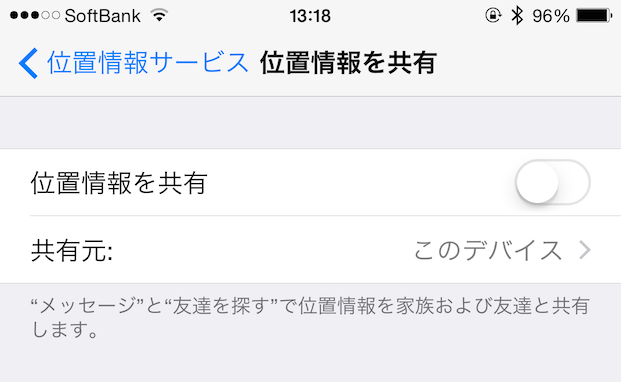 SoftBank 13:18 96%
位置情報サービス 位置情報を共有
位置情報を共有
共有元: このデバイス
“メッセージ”と“友達を探す”で位置情報を家族および友達と共有
します。